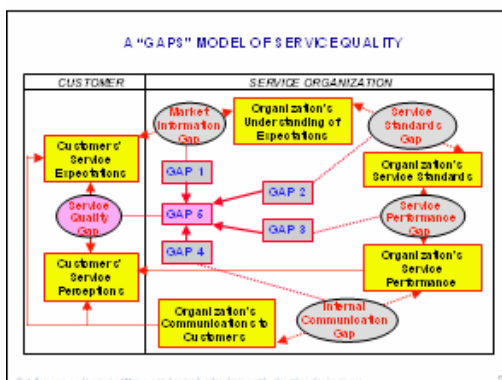 A "GAPS" MODEL OF SERVICE QUALITY
CUSTOMER
SERVICE ORGANIZATION
Market
Information
Gap
Organization's
Understanding of
Expectations
Service
Standards
Gap
Customers'
Service
Expectations
GAP 1
GAP 2
Organization's
Service Standards
Service
Quality
Gap
GAP 5
GAP 3
Service
Performance
Gap
GAP 4
Customers'
Service
Perceptions
Organization's
Service
Performance
Organization's
Communications to
Customers
Internal
Communication
Gap